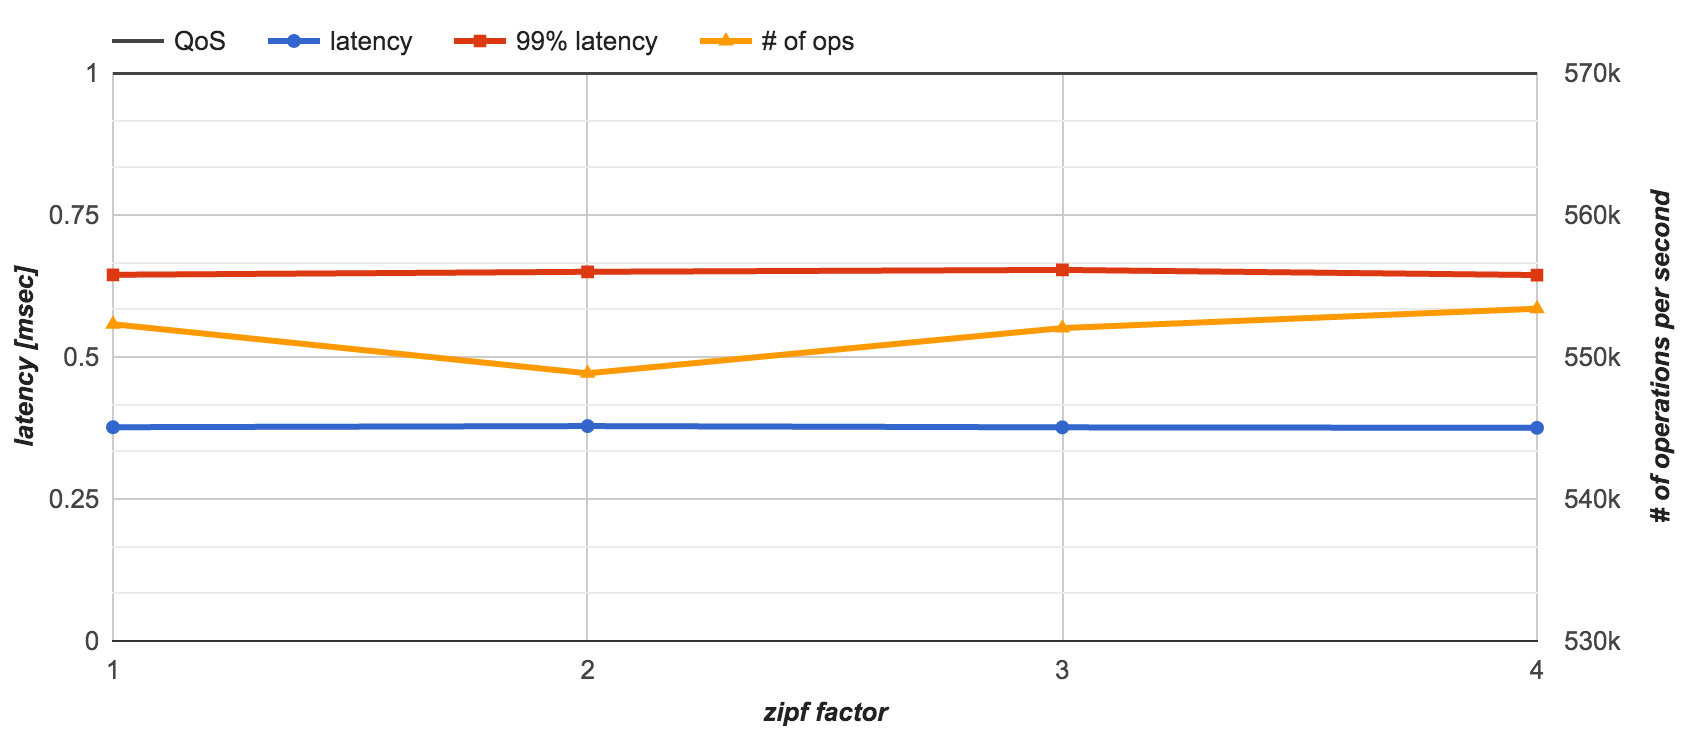 QoS latency 99% latency # of ops
1 570k
0.75 560k
0.5 550k
0.25 540k
0 530k
latency [msec]
# of operations per second
1 2 3 4
zipf factor